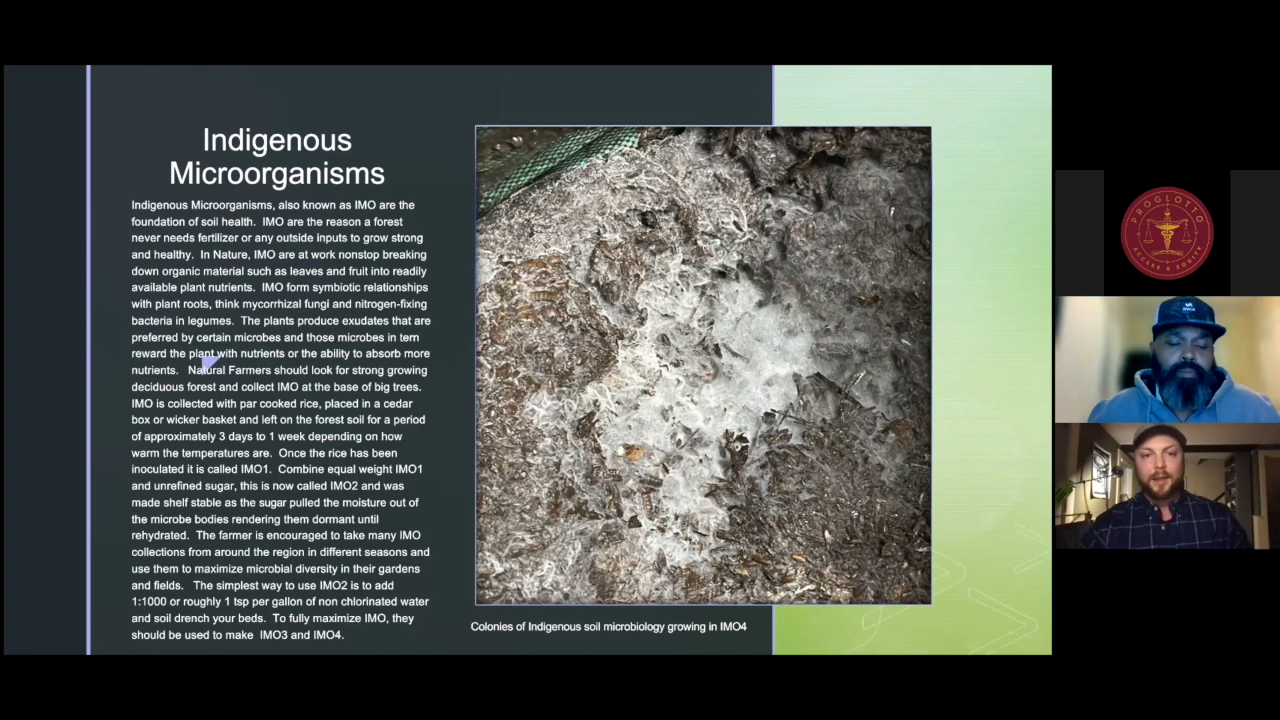 Indigenous
Microorganisms
Indigenous Microorganisms, also known as IMO are the
foundation of soil health.  IMO are the reason a forest
never needs fertilizer or any outside inputs to grow strong
and healthy.  In Nature, IMO are at work nonstop breaking
down organic material such as leaves and fruit into readily
available plant nutrients.  IMO form symbiotic relationships
with plant roots, think mycorrhizal fungi and nitrogen-fixing
bacteria in legumes.  The plants produce exudates that are
preferred by certain microbes and those microbes in tern
reward the plant with nutrients or the ability to absorb more
nutrients.   Natural Farmers should look for strong growing
deciduous forest and collect IMO at the base of big trees.
IMO is collected with par cooked rice, placed in a cedar
box or wicker basket and left on the forest soil for a period
of approximately 3 days to 1 week depending on how
warm the temperatures are.  Once the rice has been
inoculated it is called IMO1.  Combine equal weight IMO1
and unrefined sugar, this is now called IMO2 and was
made shelf stable as the sugar pulled the moisture out of
the microbe bodies rendering them dormant until
rehydrated.  The farmer is encouraged to take many IMO
collections from around the region in different seasons and
use them to maximize microbial diversity in their gardens
and fields.   The simplest way to use IMO2 is to add
1:1000 or roughly 1 tsp per gallon of non chlorinated water
and soil drench your beds.  To fully maximize IMO, they
should be used to make  IMO3 and IMO4.
Colonies of Indigenous soil microbiology growing in IMO4
PROGLOTTO
ACCESS & EQUITY
RVCA